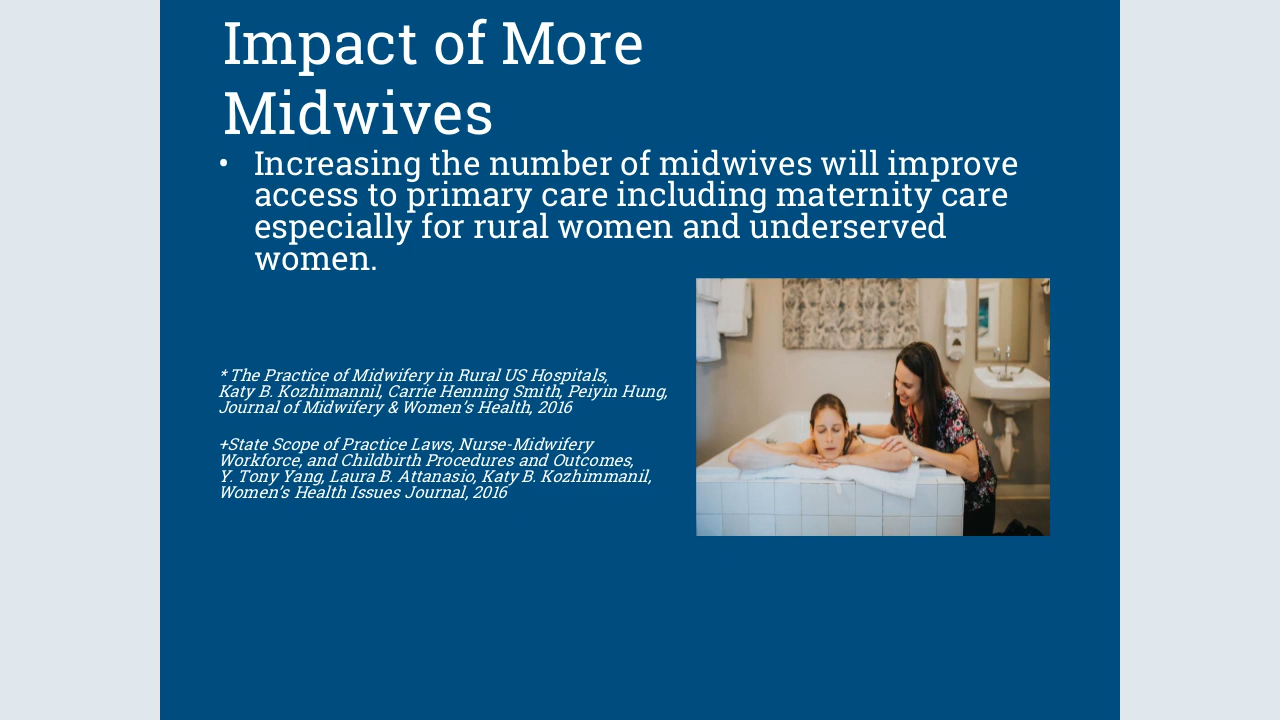 Impact of More
Midwives
• Increasing the number of midwives will improve
access to primary care including maternity care
especially for rural women and underserved
women.
* The Practice of Midwifery in Rural US Hospitals,
Katy B. Kozhimannil, Carrie Henning Smith, Peiyin Hung,
Journal of Midwifery & Women's Health, 2016
+State Scope of Practice Laws, Nurse-Midwifery
Workforce, and Childbirth Procedures and Outcomes,
Y. Tony Yang, Laura B. Attanasio, Katy B. Kozhimmanil,
Women's Health Issues Journal, 2016